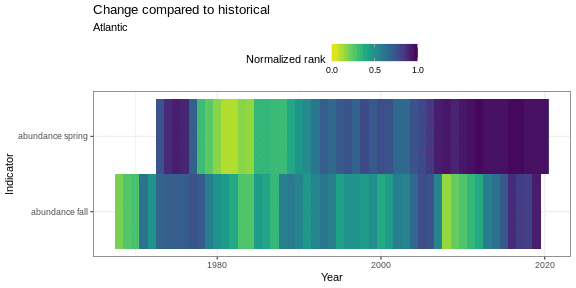 Change compared to historical
Atlantic
Normalized rank
0.0 0.5 1.0
Indicator
abundance spring
abundance fall
1980 2000 2020
Year